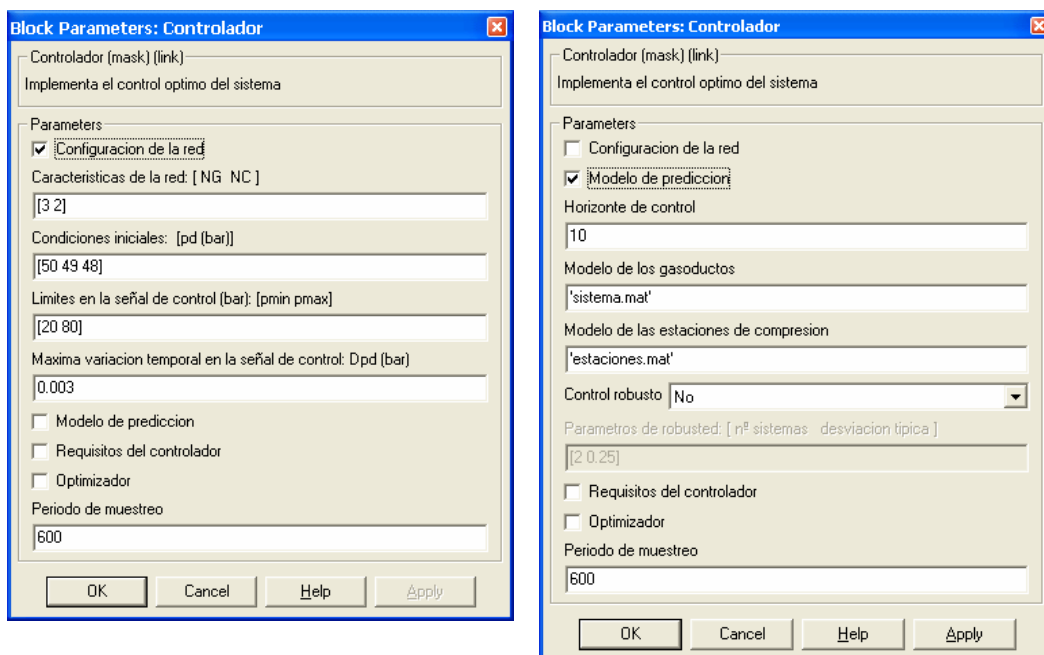 Block Parameters: Controlador
Controlador (mask) (link)
Implementa el control optimo del sistema
Parameters
Configuracion de la red
Caracteristicas de la red: [ NG NC ]
[3 2]
Condiciones iniciales: [pd (bar)]
[50 49 48]
Limites en la señal de control (bar): [pmin pmax]
[20 80]
Maxima variacion temporal en la señal de control: Dpd (bar)
0.003
Modelo de prediccion
Requisitos del controlador
Optimizador
Periodo de muestreo
600
OK Cancel Help Apply
Block Parameters: Controlador
Controlador (mask) (link)
Implementa el control optimo del sistema
Parameters
Configuracion de la red
Modelo de prediccion
Horizonte de control
10
Modelo de los gasoductos
'sistema.mat'
Modelo de las estaciones de compresion
'estaciones.mat'
Control robusto No
Parametros de robusted: [ nº sistemas desviacion tipica ]
[2 0.25]
Requisitos del controlador
Optimizador
Periodo de muestreo
600
OK Cancel Help Apply